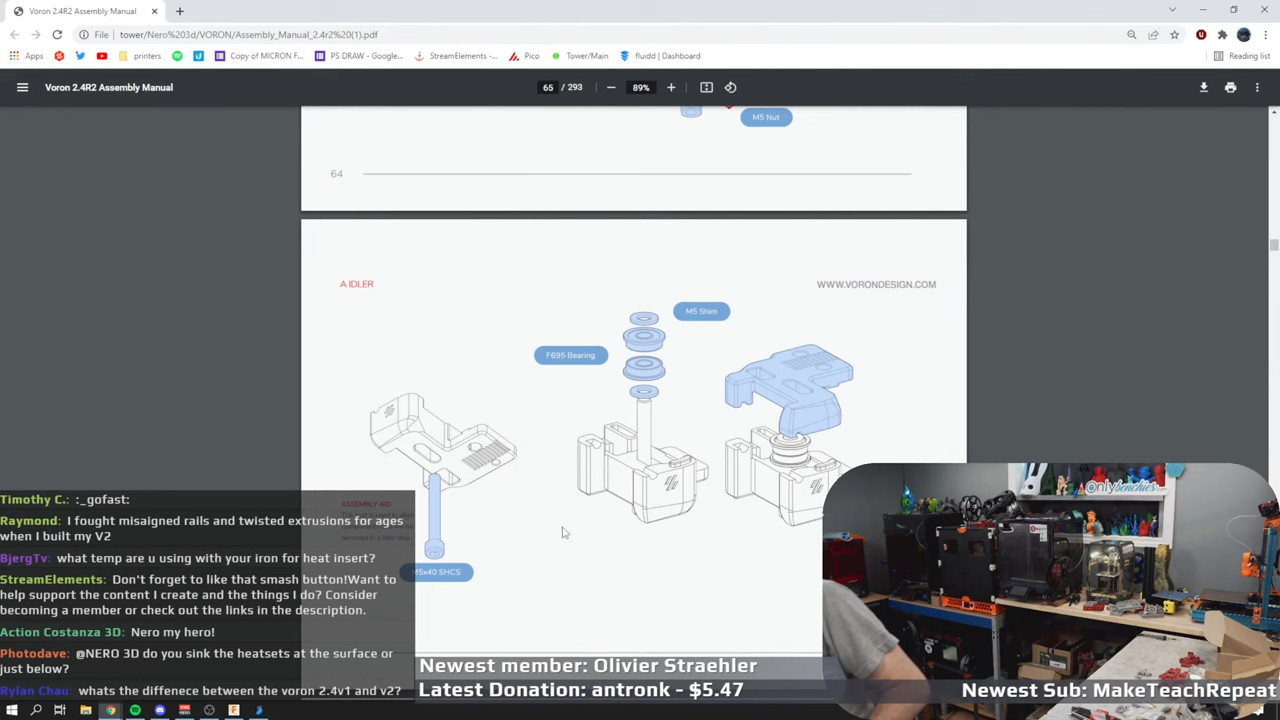 Voron 2.4R2 Assembly Manual
File
tower/Nero%203d/VORON/Assembly_Manual_2.4r2%20(1).pdf
Apps
printers
Copy of MICRON F...
PS DRAW - Google...
StreamElements -...
Pico
Tower/Main
fluidd | Dashboard
Reading list
Voron 2.4R2 Assembly Manual
65 / 293
89%
M5 Nut
64
A IDLER
WWW.VORONDESIGN.COM
M5 Shim
F695 Bearing
ASSEMBLY AID
M5x40 SHCS
Timothy C.: :_gofast:
Raymond: I fought misaigned rails and twisted extrusions for ages
when I built my V2
BjergTv: what temp are u using with your iron for heat insert?
StreamElements: Don't forget to like that smash button!Want to
help support the content I create and the things I do? Consider
becoming a member or check out the links in the description.
Action Costanza 3D: Nero my hero!
Photodave: @NERO 3D do you sink the heatsets at the surface or
just below?
Rylan Chau: whats the diffenece between the voron 2.4v1 and v2?
onlybenchies
Newest member: Olivier Straehler
Latest Donation: antronk - $5.47
Newest Sub: MakeTeachRepeat